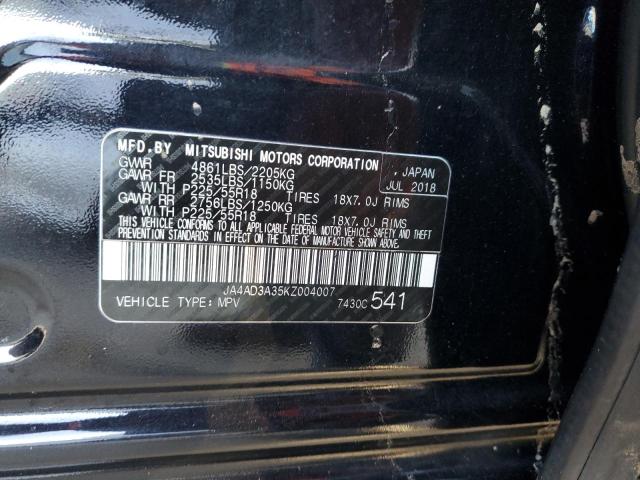 MFD.BY MITSUBISHI MOTORS CORPORATION
, JAPAN
GVWR 4861LBS/2205KG JUL 2018
GAWR FR 2535LBS/1150KG
WITH P225/55R18 TIRES 18X7.0J RIMS
GAWR RR 2756LBS/1250KG
WITH P225/55R18 TIRES 18X7.0J RIMS
THIS VEHICLE CONFORMS TO ALL APPLICABLE FEDERAL MOTOR VEHICLE SAFETY AND THEFT
PREVENTION STANDARDS IN EFFECT ON THE DATE OF MANUFACTURE SHOWN ABOVE.
JA4AD3A35KZ004007
VEHICLE TYPE: MPV 7430C 541